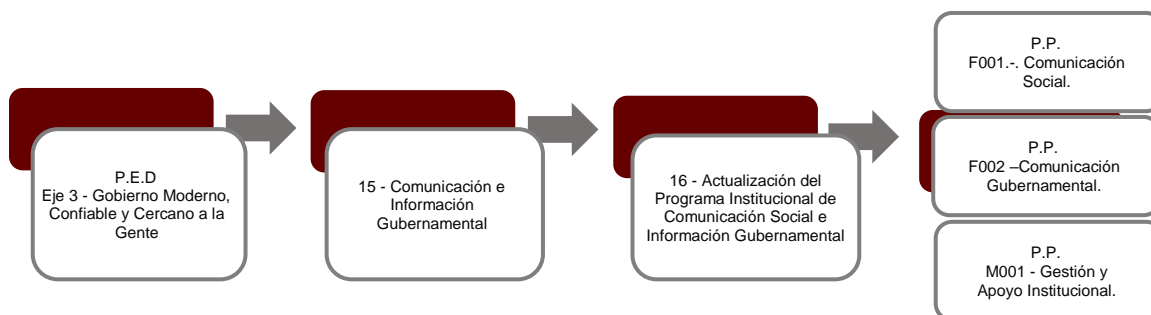 P.E.D
Eje 3 - Gobierno Moderno,
Confiable y Cercano a la
Gente
15 - Comunicación e
Información
Gubernamental
16 - Actualización del
Programa Institucional de
Comunicación Social e
Información Gubernamental
P.P.
F001.-. Comunicación
Social.
P.P.
F002 –Comunicación
Gubernamental.
P.P.
M001 - Gestión y
Apoyo Institucional.